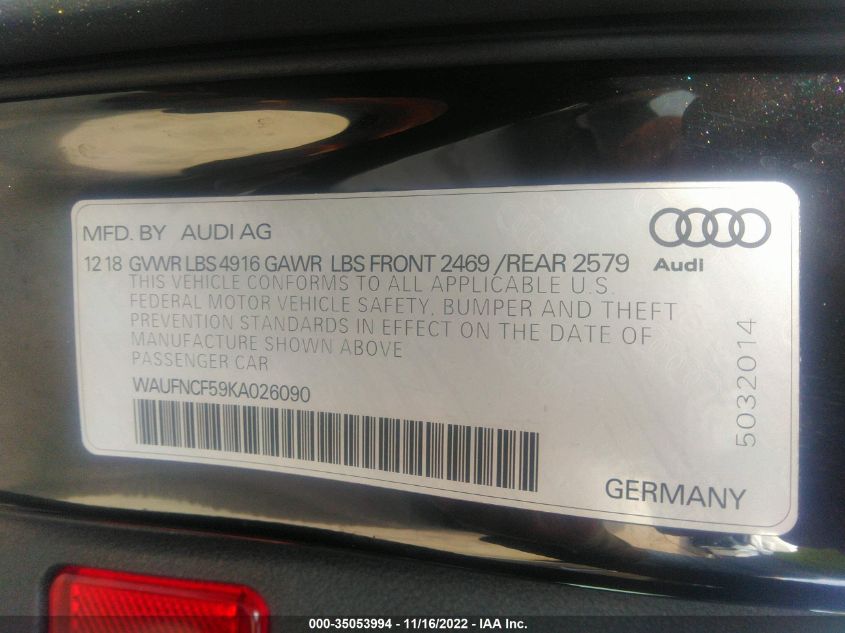 MFD. BY AUDI AG
Audi
12 18 GVWR LBS 4916 GAWR LBS FRONT 2469 /REAR 2579
THIS VEHICLE CONFORMS TO ALL APPLICABLE U.S.
FEDERAL MOTOR VEHICLE SAFETY, BUMPER AND THEFT
PREVENTION STANDARDS IN EFFECT ON THE DATE OF
MANUFACTURE SHOWN ABOVE
PASSENGER CAR
WAUFNCF59KA026090
5032014
GERMANY
000-35053994 - 11/16/2022 - IAA Inc.